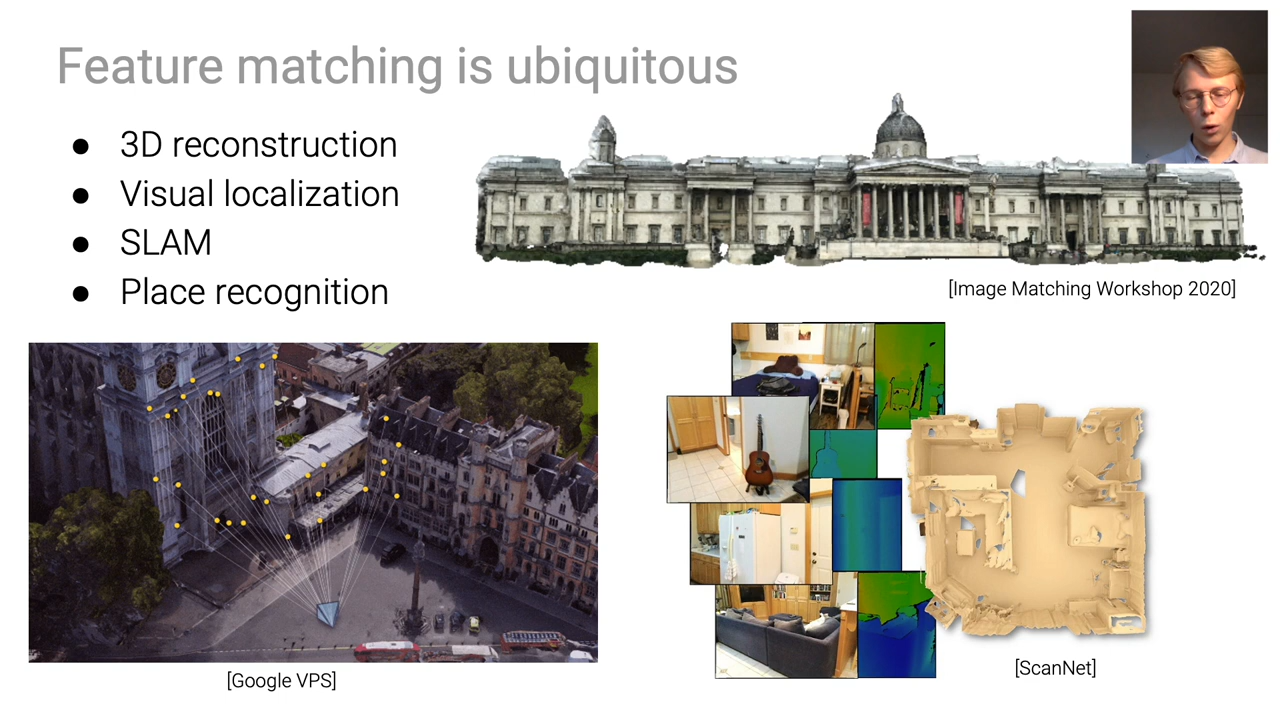 Feature matching is ubiquitous
● 3D reconstruction
● Visual localization
● SLAM
● Place recognition
[Image Matching Workshop 2020]
[Google VPS]
[ScanNet]